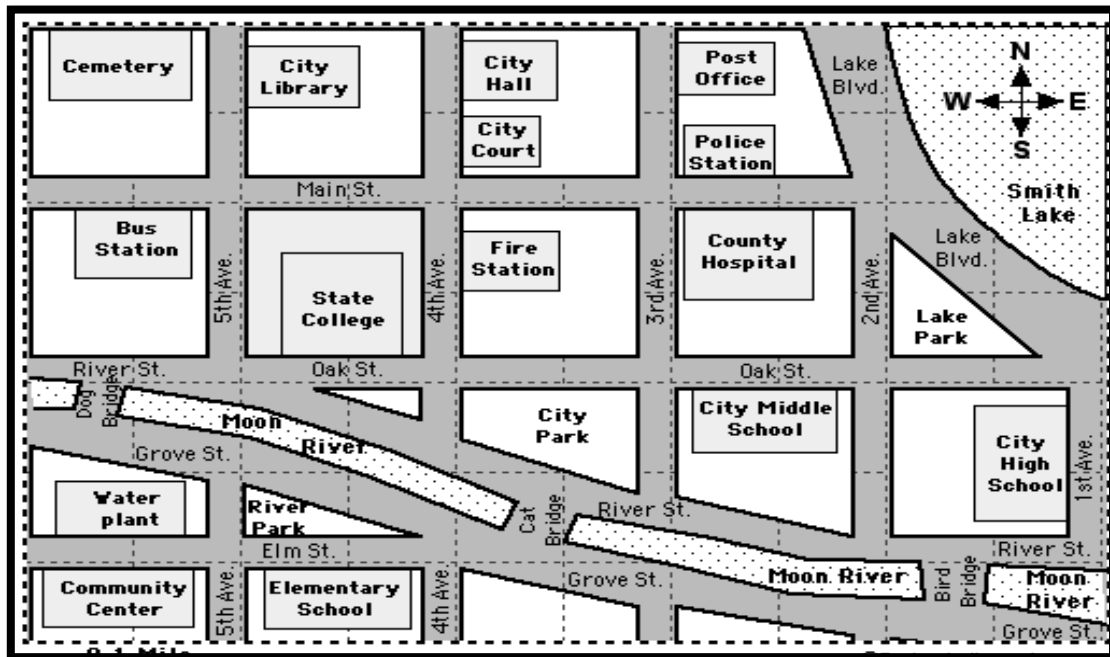 Cemetery
City
Library
City
Hall
City
Court
Post
Office
Police
Station
Lake
Blvd.
N
W E
S
Smith
Lake
Main St.
Bus
Station
5th Ave.
State
College
4th Ave.
Fire
Station
3rd Ave.
County
Hospital
2nd Ave.
Lake
Blvd.
Lake
Park
River St.
Oak St.
Oak St.
Dog
Bridge
Moon
River
City
Park
City Middle
School
City
High
School
1st Ave.
Grove St.
Water
plant
River
Park
Cat
Bridge
River St.
River St.
Elm St.
Community
Center
5th Ave.
Elementary
School
4th Ave.
Grove St.
Moon River
Bird
Bridge
Moon
River
Grove St.
0.1 Mile